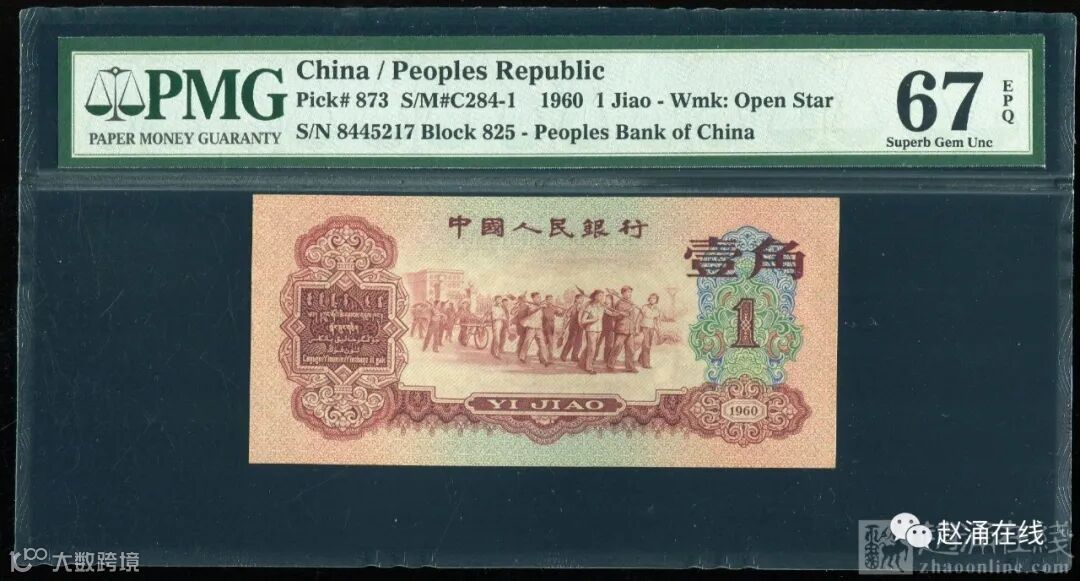 PMG
PAPER MONEY GUARANTY
China / Peoples Republic
Pick# 873 S/M#C284-1 1960 1 Jiao - Wmk: Open Star
S/N 8445217 Block 825 - Peoples Bank of China
67
EPQ
Superb Gem Unc
中國人民銀行
壹角
1
YI JIAO
1960
大数跨境
赵涌在线
zhaoonline.com